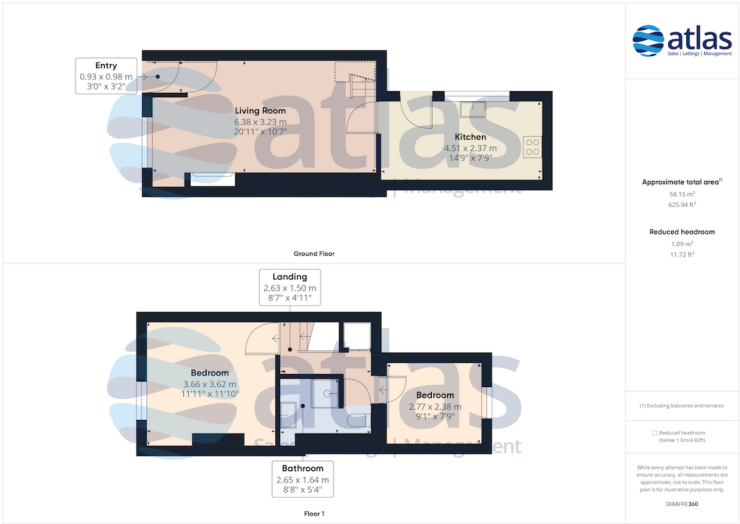 Entry
0.93 x 0.98 m
3'0" x 3'2"
Living Room
6.38 x 3.23 m
20'11" x 10'7"
Kitchen
4.51 x 2.37 m
14'9" x 7'9"
atlas
Management
Ground Floor
Landing
2.63 x 1.50 m
8'7" x 4'11"
Bedroom
3.66 x 3.62 m
11'11" x 11'10"
Bedroom
2.77 x 2.38 m
9'1" x 7'9"
atlas
Sales | Lettings | Management
Bathroom
2.65 x 1.64 m
8'8" x 5'4"
Floor 1
atlas
Sales | Lettings | Management
Approximate total area(1)
58.15 m²
625.94 ft²
Reduced headroom
1.09 m²
11.72 ft²
(1) Excluding balconies and terraces
Reduced headroom
(below 1.5m/4.92ft)
While every attempt has been made to
ensure accuracy, all measurements are
approximate, not to scale. This floor
plan is for illustrative purposes only.
GIRAFFE360